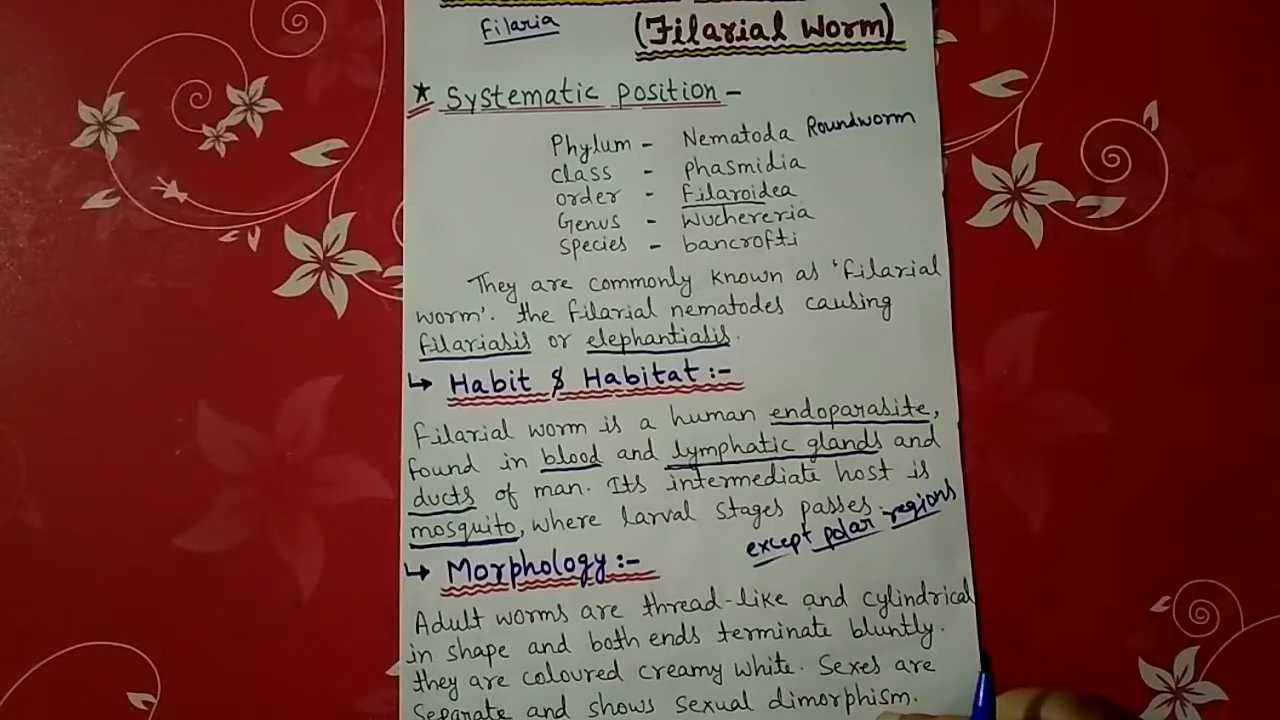 Filaria
(Filarial Worm)
* Systematic position -
Phylum - Nematoda Roundworm
class - phasmidia
order - Filaroidea
Genus - Wuchereria
species - bancrofti
They are commonly known as 'Filarial
worm'. the filarial nematodes causing
filariasis or elephantiasis.
↳ Habit & Habitat :-
Filarial worm is a human endoparasite,
found in blood and lymphatic glands and
ducts of man. Its intermediate host is
mosquito, where larval stages passes.
except polar regions
↳ Morphology :-
Adult worms are thread-like and cylindrical
in shape and both ends terminate bluntly.
they are coloured creamy white. Sexes are
Separate and shows sexual dimorphism.